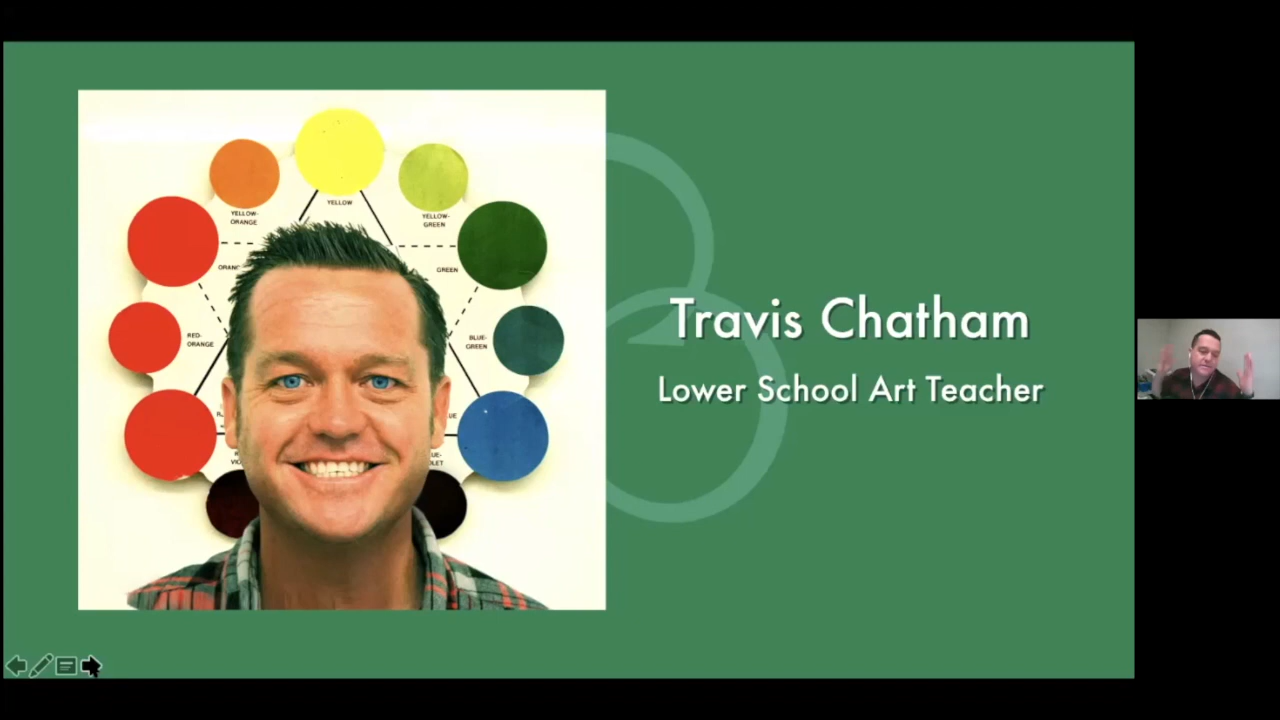 YELLOW
YELLOW-
ORANGE
YELLOW-
GREEN
GREEN
RED-
ORANGE
BLUE-
GREEN
Travis Chatham
Lower School Art Teacher